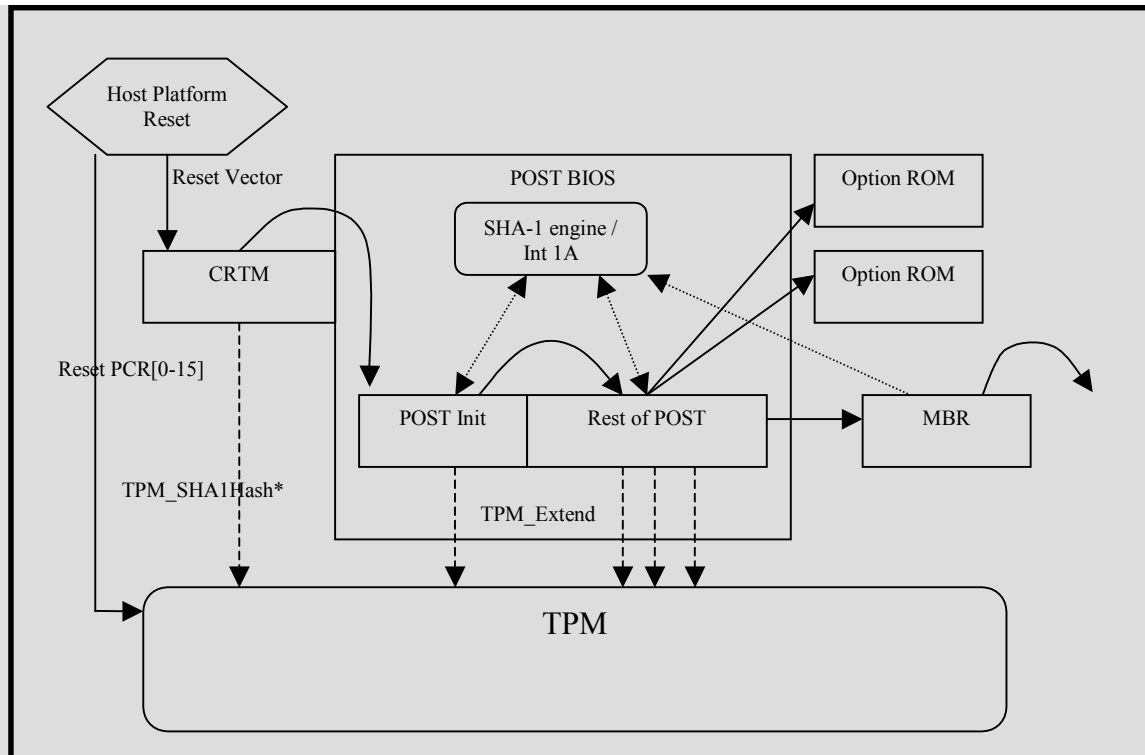 Host Platform
Reset
Reset Vector
POST BIOS
Option ROM
SHA-1 engine /
Int 1A
CRTM
Option ROM
Reset PCR[0-15]
POST Init
Rest of POST
MBR
TPM_SHA1Hash*
TPM_Extend
TPM